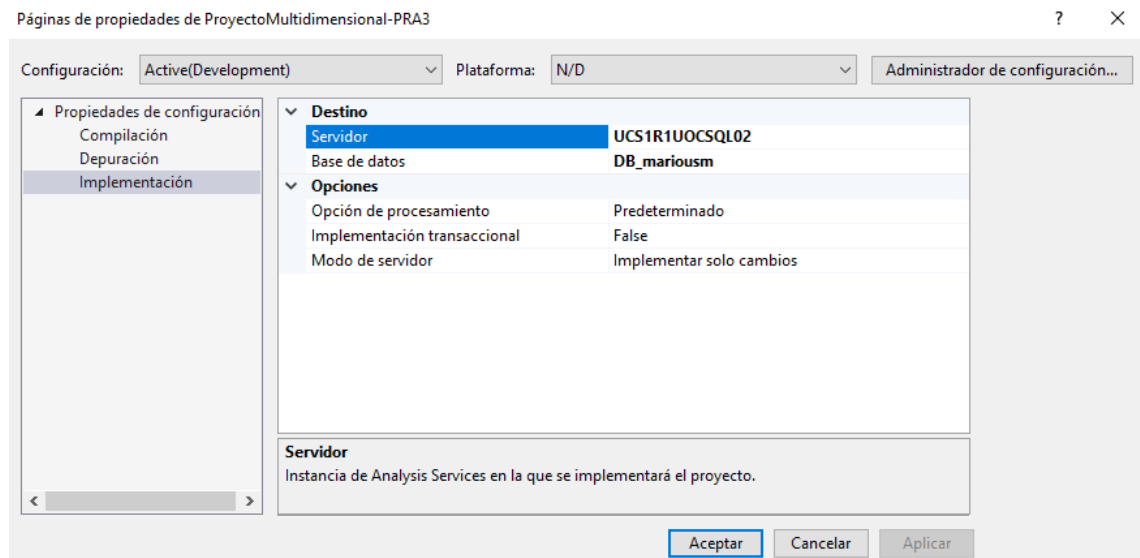 Páginas de propiedades de ProyectoMultidimensional-PRA3 ? ×
Configuración: Active(Development) Plataforma: N/D Administrador de configuración...
Propiedades de configuración
Compilación
Depuración
Implementación
Destino
Servidor UCS1R1UOCSQL02
Base de datos DB_mariousm
Opciones
Opción de procesamiento Predeterminado
Implementación transaccional False
Modo de servidor Implementar solo cambios
Servidor
Instancia de Analysis Services en la que se implementará el proyecto.
Aceptar Cancelar Aplicar